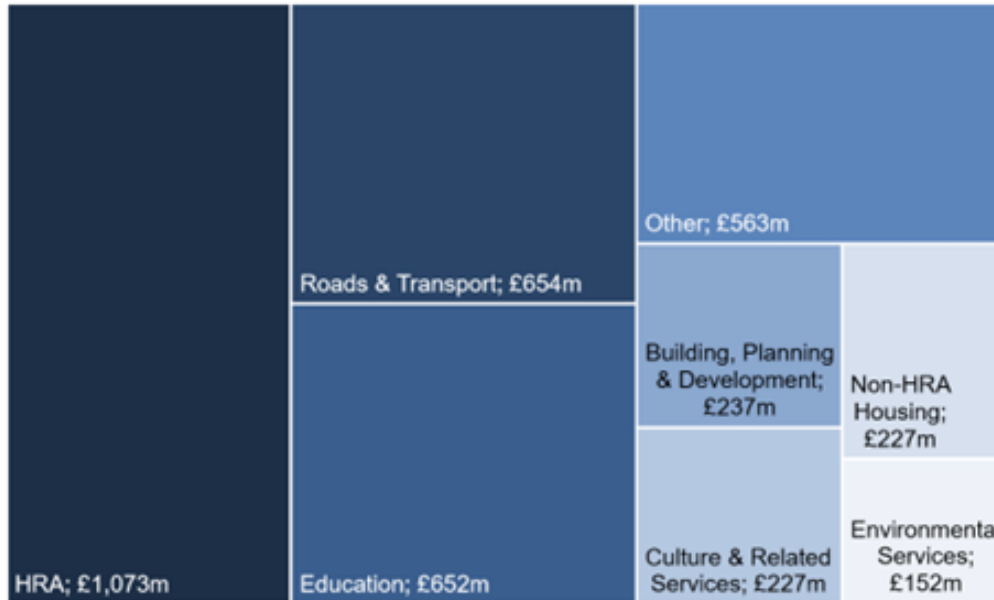 HRA; £1,073m
Roads & Transport; £654m
Education; £652m
Other; £563m
Building, Planning
& Development;
£237m
Culture & Related
Services; £227m
Non-HRA
Housing;
£227m
Environmenta
Services;
£152m